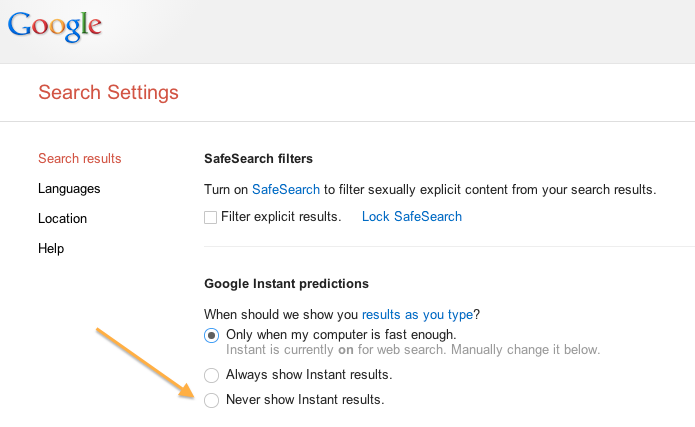 Google
Search Settings
Search results
Languages
Location
Help
SafeSearch filters
Turn on SafeSearch to filter sexually explicit content from your search results.
Filter explicit results. Lock SafeSearch
Google Instant predictions
When should we show you results as you type?
Only when my computer is fast enough.
Instant is currently on for web search. Manually change it below.
Always show Instant results.
Never show Instant results.